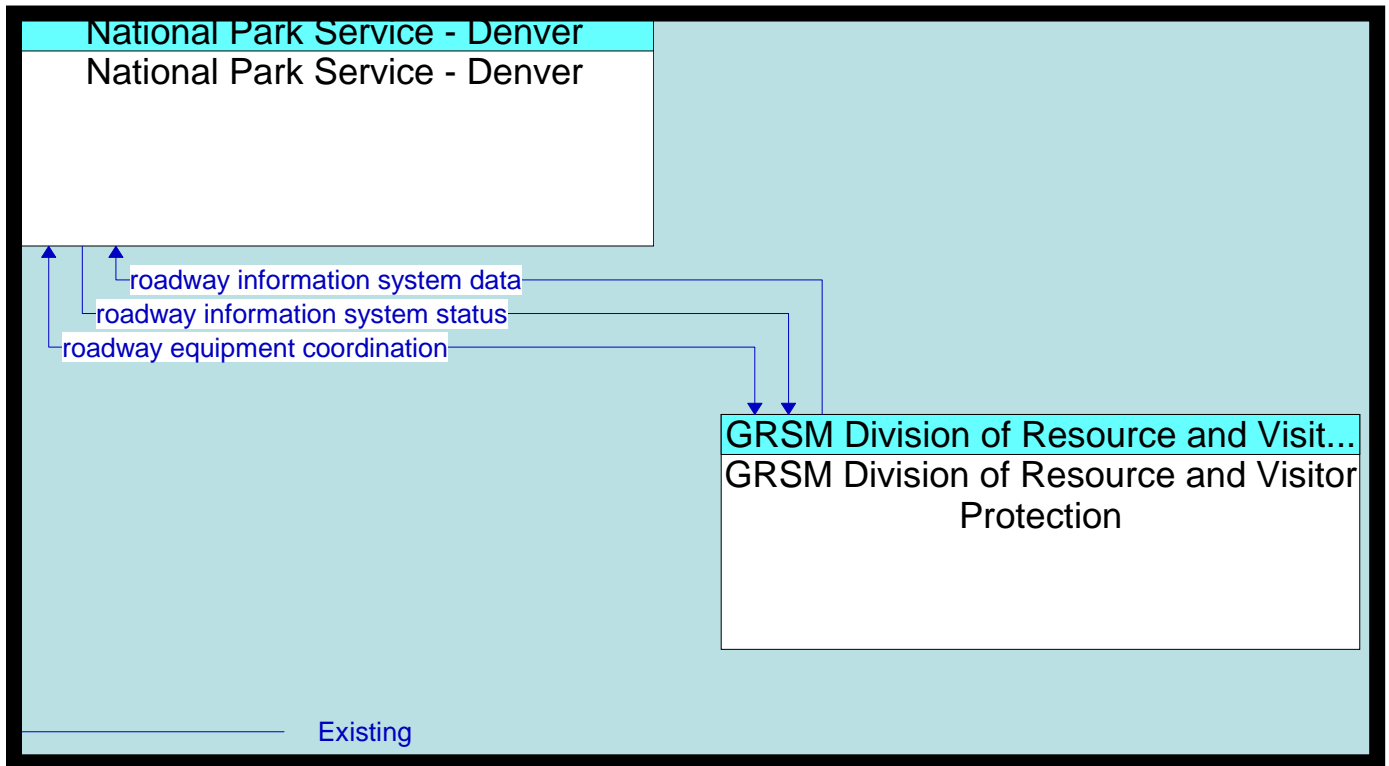 National Park Service - Denver
National Park Service - Denver
roadway information system data
roadway information system status
roadway equipment coordination
GRSM Division of Resource and Visit...
GRSM Division of Resource and Visitor
Protection
Existing